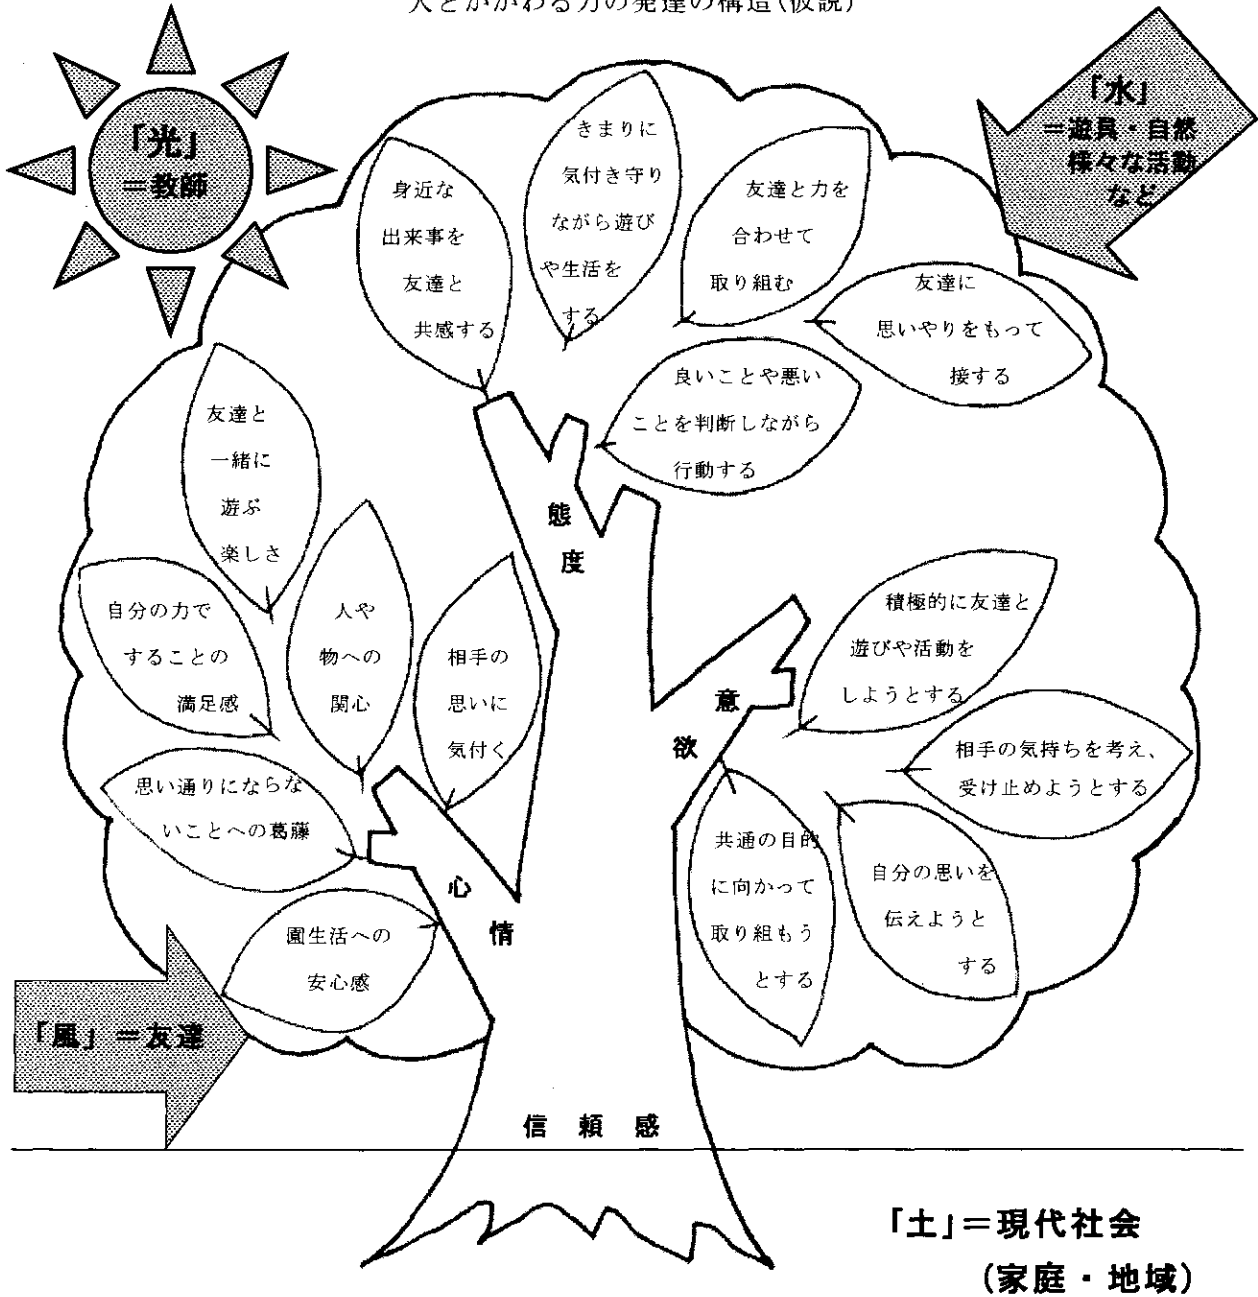 人とかかわる力の発達の構造(仮説)
「光」
＝教師
「水」
＝遊具・自然
様々な活動
など
身近な
出来事を
友達と
共感する
きまりに
気付き守り
ながら遊び
や生活を
する
友達と力を
合わせて
取り組む
友達に
思いやりをもって
接する
良いことや悪い
ことを判断しながら
行動する
態
度
友達と
一緒に
遊ぶ
楽しさ
自分の力で
することの
満足感
人や
物への
関心
相手の
思いに
気付く
思い通りにならな
いことへの葛藤
園生活への
安心感
心
情
意
欲
積極的に友達と
遊びや活動を
しようとする
相手の気持ちを考え、
受け止めようとする
共通の目的
に向かって
取り組もう
とする
自分の思いを
伝えようと
する
「風」＝友達
信頼感
「土」＝現代社会
（家庭・地域）